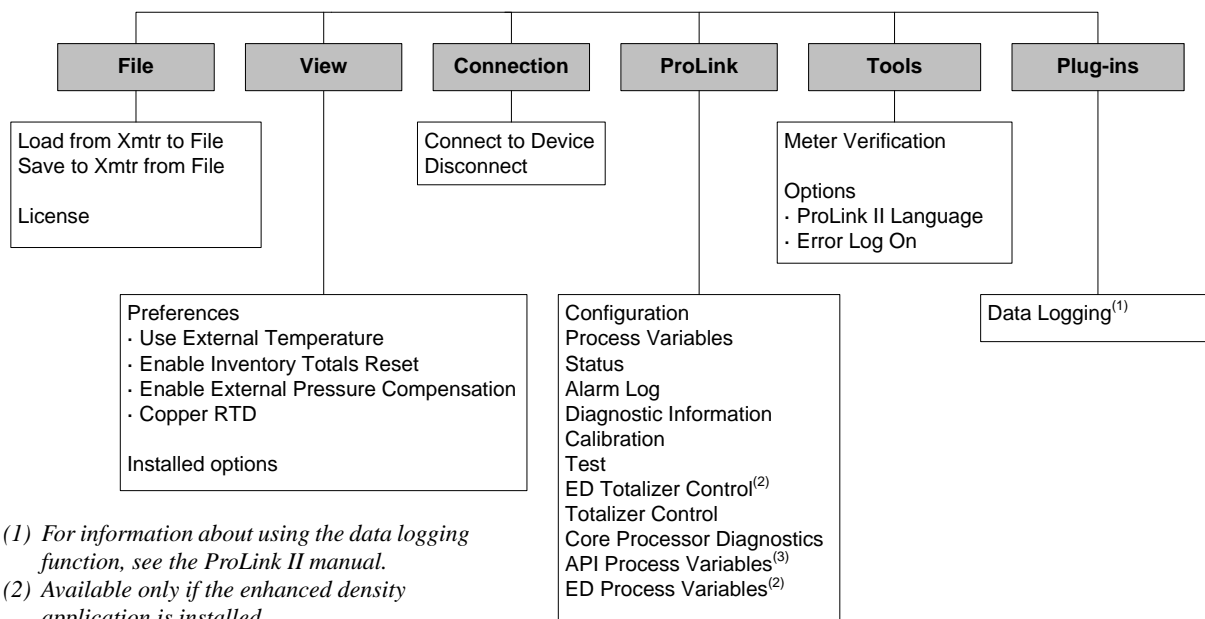 File
View
Connection
ProLink
Tools
Plug-ins
Load from Xmtr to File
Save to Xmtr from File
License
Connect to Device
Disconnect
Meter Verification
Options
· ProLink II Language
· Error Log On
Preferences
· Use External Temperature
· Enable Inventory Totals Reset
· Enable External Pressure Compensation
· Copper RTD
Installed options
Configuration
Process Variables
Status
Alarm Log
Diagnostic Information
Calibration
Test
ED Totalizer Control(2)
Totalizer Control
Core Processor Diagnostics
API Process Variables(3)
ED Process Variables(2)
Data Logging(1)
(1) For information about using the data logging
function, see the ProLink II manual.
(2) Available only if the enhanced density
application is installed